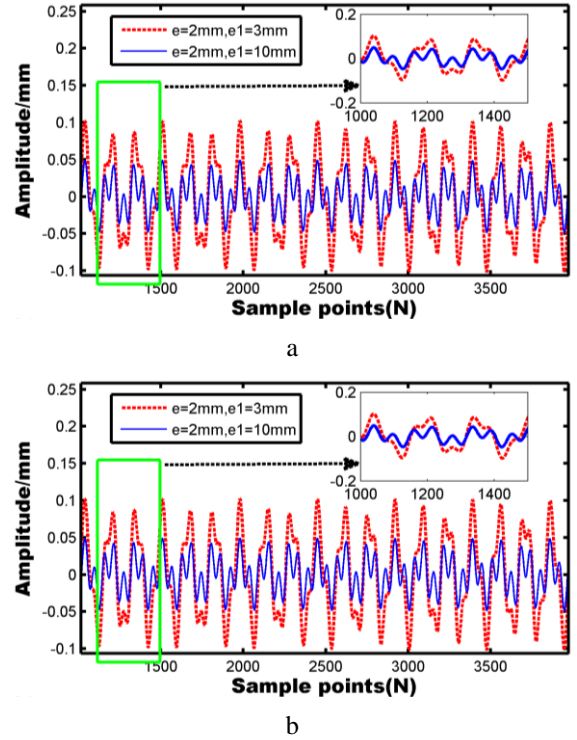 0.25
0.2
0.15
0.1
0.05
0
-0.05
-0.1
Amplitude/mm
e=2mm,e1=3mm
e=2mm,e1=10mm
0.2
0
-0.2
1000 1200 1400
1500 2000 2500 3000 3500
Sample points(N)
a
0.25
0.2
0.15
0.1
0.05
0
-0.05
-0.1
Amplitude/mm
e=2mm,e1=3mm
e=2mm,e1=10mm
0.2
0
-0.2
1000 1200 1400
1500 2000 2500 3000 3500
Sample points(N)
b